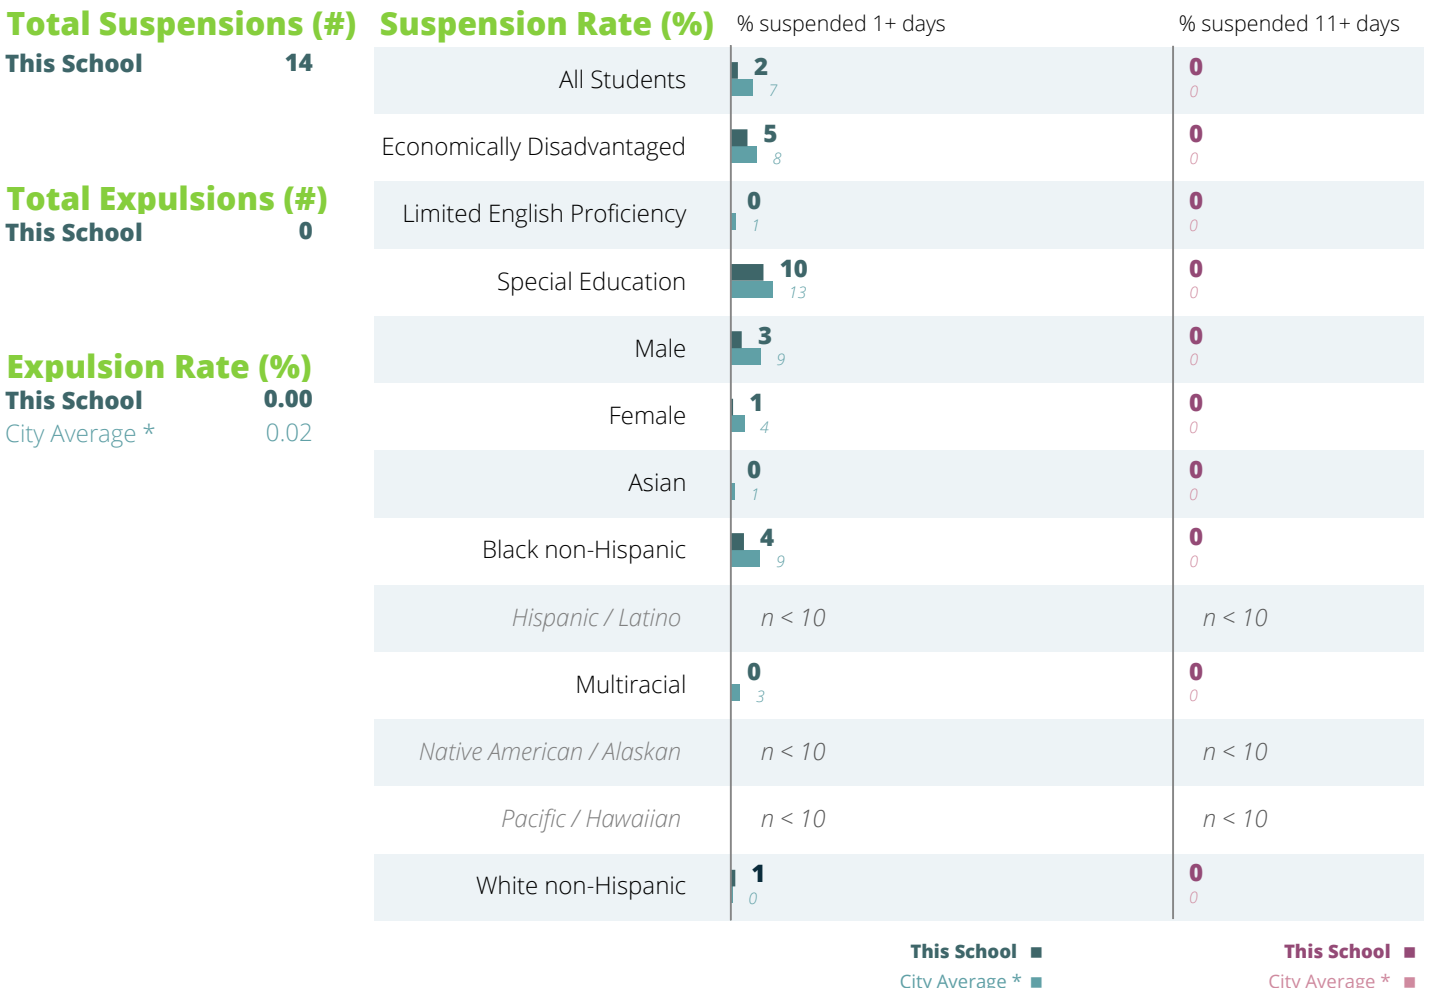 Total Suspensions (#)
This School 14
Total Expulsions (#)
This School 0
Expulsion Rate (%)
This School 0.00
City Average * 0.02
Suspension Rate (%) % suspended 1+ days % suspended 11+ days
All Students 2 0
7 0
Economically Disadvantaged 5 0
8 0
Limited English Proficiency 0 0
1 0
Special Education 10 0
13 0
Male 3 0
9 0
Female 1 0
4 0
Asian 0 0
1 0
Black non-Hispanic 4 0
9 0
Hispanic / Latino n < 10 n < 10
Multiracial 0 0
3 0
Native American / Alaskan n < 10 n < 10
Pacific / Hawaiian n < 10 n < 10
White non-Hispanic 1 0
0 0
This School This School
City Average * City Average *